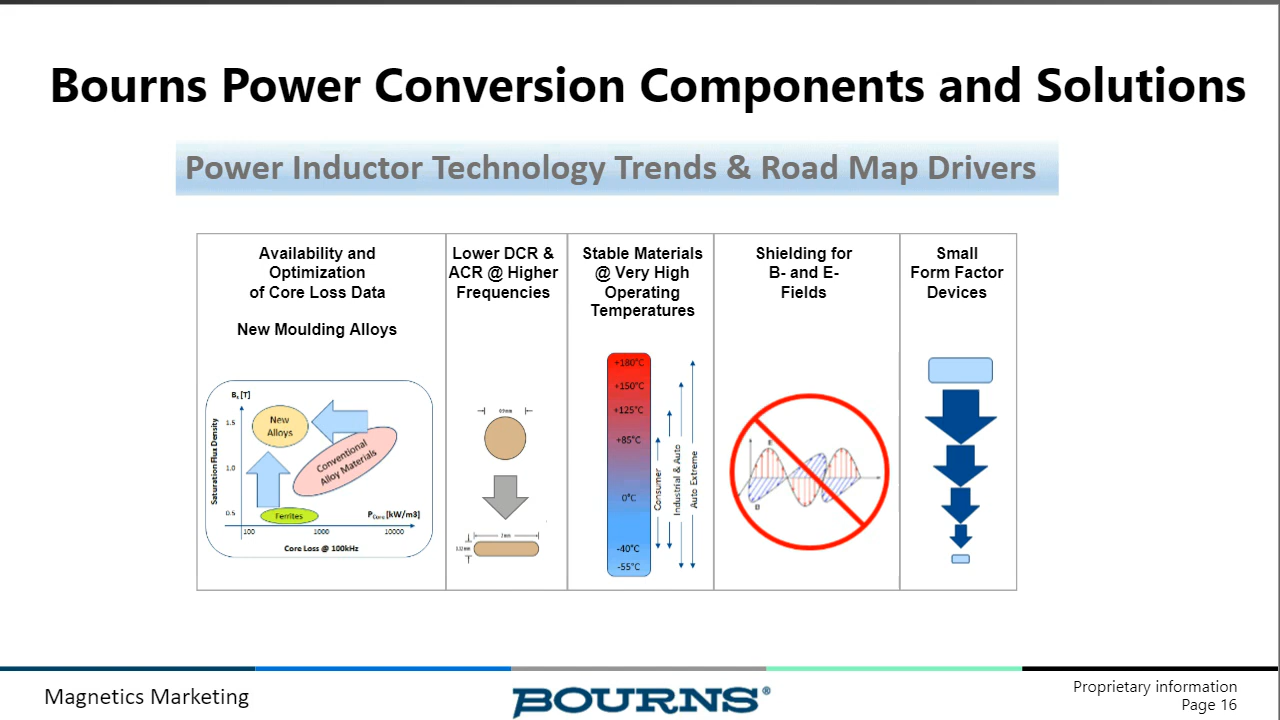 Bourns Power Conversion Components and Solutions
Power Inductor Technology Trends & Road Map Drivers
Availability and
Optimization
of Core Loss Data
New Moulding Alloys
Bs [T]
Saturation Flux Density
1.5
1.0
0.5
New
Alloys
Conventional
Alloy Materials
Ferrites
PCore [kW/m3]
100
1000
10000
Core Loss @ 100kHz
Lower DCR &
ACR @ Higher
Frequencies
2mm
Stable Materials
@ Very High
Operating
Temperatures
+180°C
+150°C
+125°C
+85°C
0°C
-40°C
-55°C
Consumer
Industrial & Auto
Auto Extreme
Shielding for
B- and E-
Fields
E
B
Small
Form Factor
Devices
Magnetics Marketing
BOURNS®
Proprietary information
Page 16